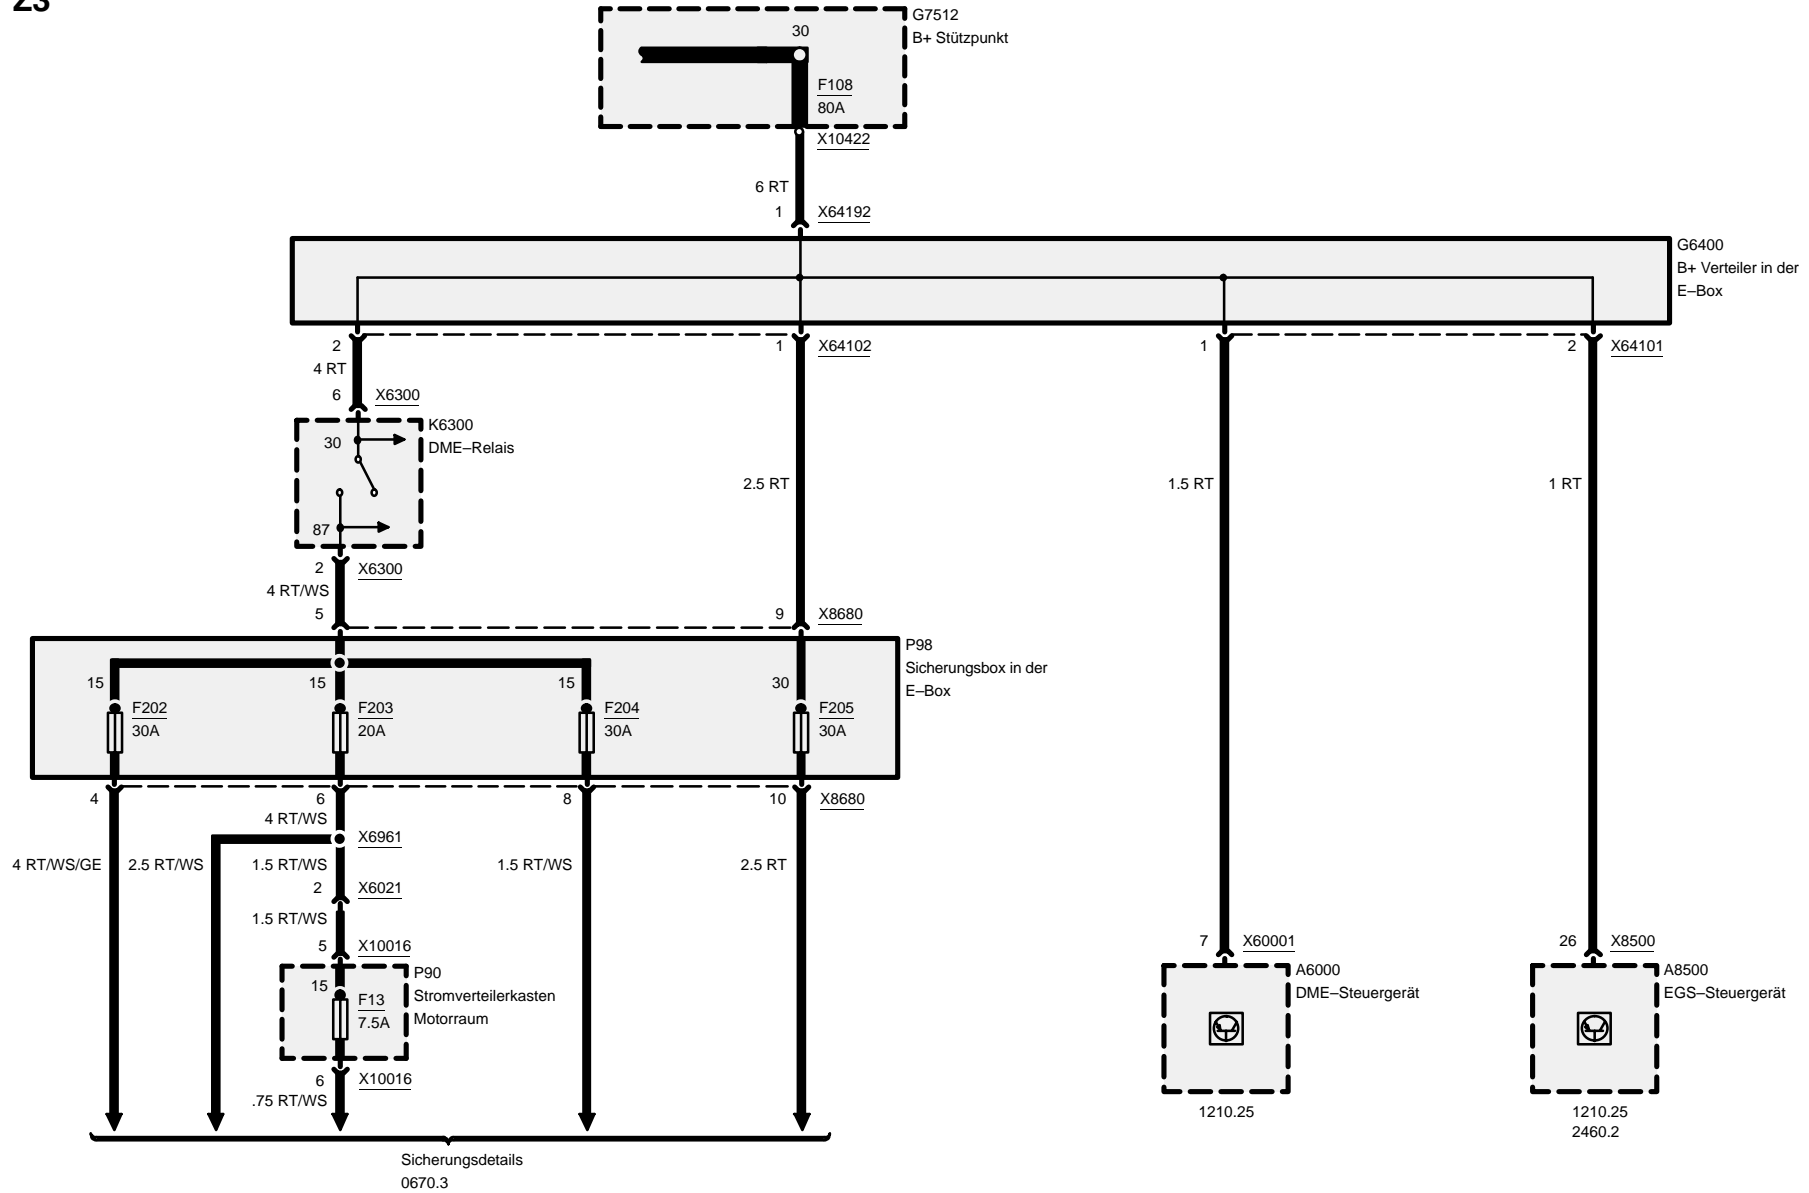 Z3
G7512
B+ Stützpunkt
30
F108
80A
X10422
6 RT
1
X64192
G6400
B+ Verteiler in der
E–Box
2
1
X64102
1
2
X64101
4 RT
6
X6300
K6300
DME–Relais
30
87
2.5 RT
1.5 RT
1 RT
2
X6300
4 RT/WS
5
9
X8680
P98
Sicherungsbox in der
E–Box
15
15
15
30
F202
30A
F203
20A
F204
30A
F205
30A
4
6
8
10
X8680
4 RT/WS
X6961
4 RT/WS/GE
2.5 RT/WS
1.5 RT/WS
1.5 RT/WS
2.5 RT
2
X6021
1.5 RT/WS
5
X10016
P90
Stromverteilerkasten
Motorraum
15
F13
7.5A
6
X10016
.75 RT/WS
7
X60001
A6000
DME–Steuergerät
1210.25
26
X8500
A8500
EGS–Steuergerät
1210.25
2460.2
Sicherungsdetails
0670.3